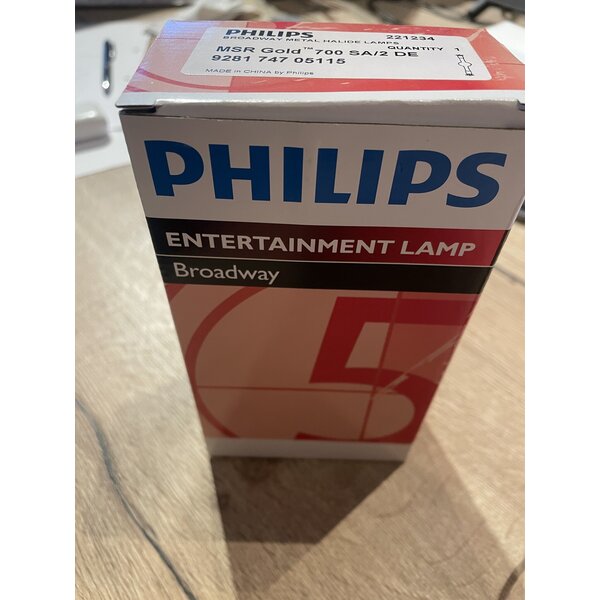 PHILIPS 221234
BROADWAY METAL HALIDE LAMPS QUANTITY 1
MSR Gold™ 700 SA/2 DE
9281 747 05115
MADE in CHINA by Philips
PHILIPS
ENTERTAINMENT LAMP
Broadway
5